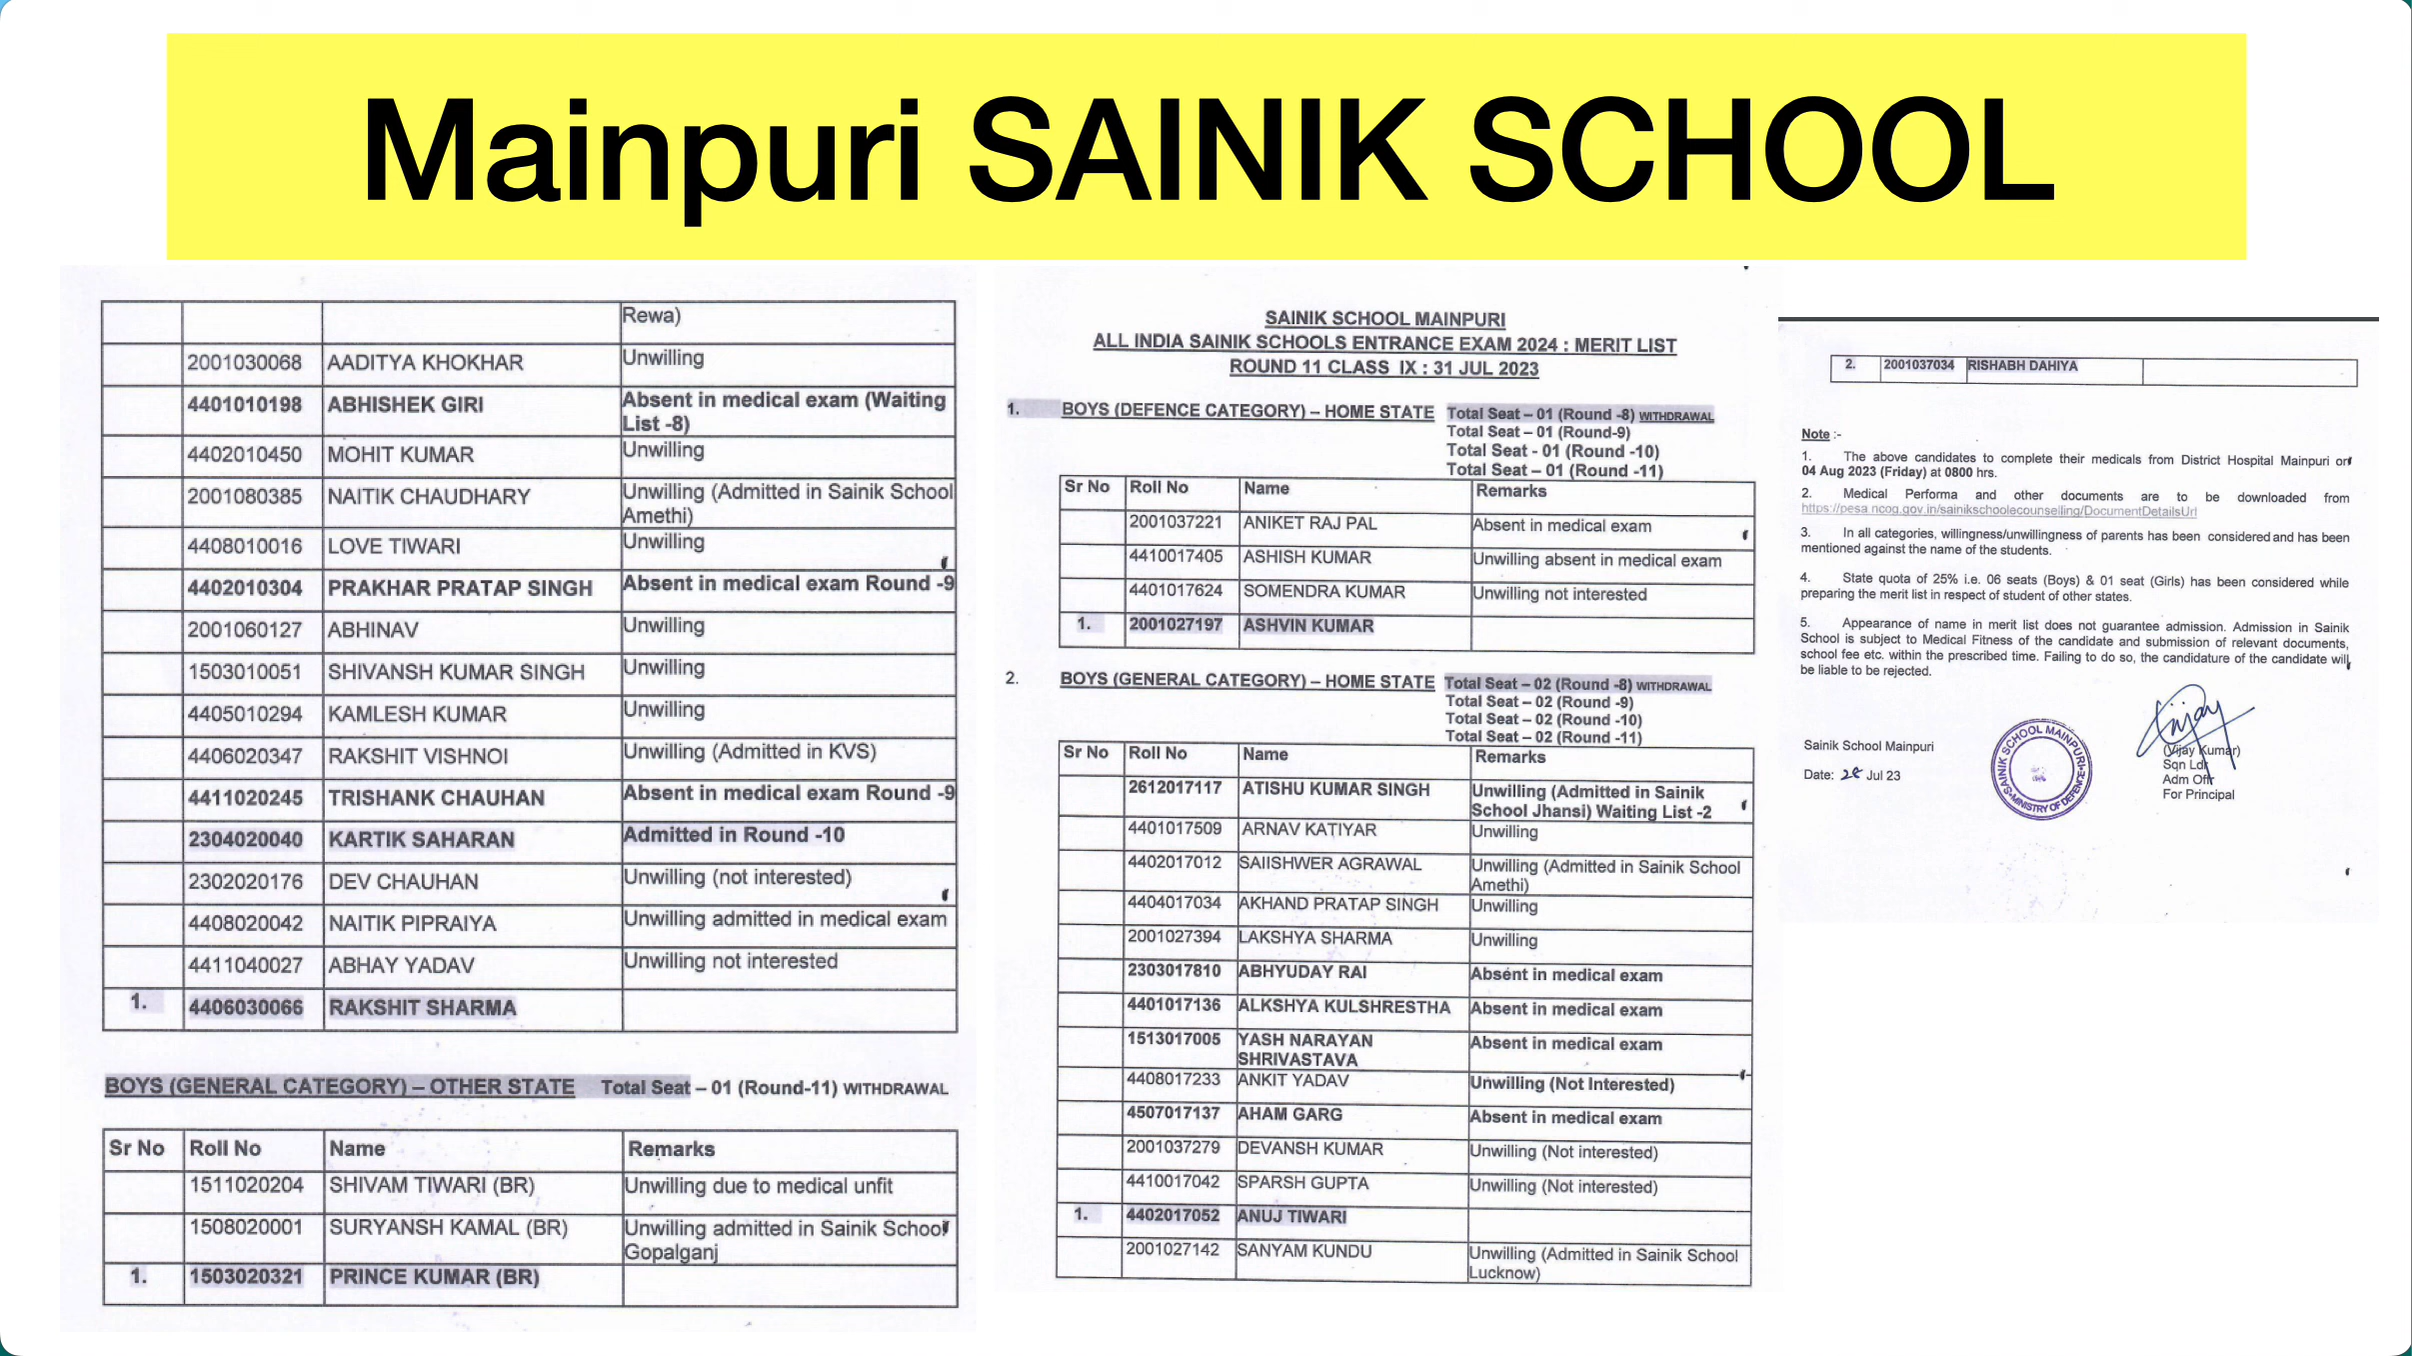 Mainpuri SAINIK SCHOOL
Rewa)
2001030068 AADITYA KHOKHAR Unwilling
4401010198 ABHISHEK GIRI Absent in medical exam (Waiting
List -8)
4402010450 MOHIT KUMAR Unwilling
2001080385 NAITIK CHAUDHARY Unwilling (Admitted in Sainik School
Amethi)
4408010016 LOVE TIWARI Unwilling
4402010304 PRAKHAR PRATAP SINGH Absent in medical exam Round -9
2001060127 ABHINAV Unwilling
1503010051 SHIVANSH KUMAR SINGH Unwilling
4405010294 KAMLESH KUMAR Unwilling
4406020347 RAKSHIT VISHNOI Unwilling (Admitted in KVS)
4411020245 TRISHANK CHAUHAN Absent in medical exam Round -9
2304020040 KARTIK SAHARAN Admitted in Round -10
2302020176 DEV CHAUHAN Unwilling (not interested)
4408020042 NAITIK PIPRAIYA Unwilling admitted in medical exam
4411040027 ABHAY YADAV Unwilling not interested
1. 4406030066 RAKSHIT SHARMA
BOYS (GENERAL CATEGORY) – OTHER STATE Total Seat – 01 (Round-11) WITHDRAWAL
Sr No Roll No Name Remarks
1511020204 SHIVAM TIWARI (BR) Unwilling due to medical unfit
1508020001 SURYANSH KAMAL (BR) Unwilling admitted in Sainik School
Gopalganj
1. 1503020321 PRINCE KUMAR (BR)
SAINIK SCHOOL MAINPURI
ALL INDIA SAINIK SCHOOLS ENTRANCE EXAM 2024 : MERIT LIST
ROUND 11 CLASS IX : 31 JUL 2023
1. BOYS (DEFENCE CATEGORY) – HOME STATE Total Seat – 01 (Round -8) WITHDRAWAL
Total Seat – 01 (Round-9)
Total Seat - 01 (Round -10)
Total Seat – 01 (Round -11)
Sr No Roll No Name Remarks
2001037221 ANIKET RAJ PAL Absent in medical exam
4410017405 ASHISH KUMAR Unwilling absent in medical exam
4401017624 SOMENDRA KUMAR Unwilling not interested
1. 2001027197 ASHVIN KUMAR
2. BOYS (GENERAL CATEGORY) – HOME STATE Total Seat – 02 (Round -8) WITHDRAWAL
Total Seat – 02 (Round -9)
Total Seat – 02 (Round -10)
Total Seat – 02 (Round -11)
Sr No Roll No Name Remarks
2612017117 ATISHU KUMAR SINGH Unwilling (Admitted in Sainik
School Jhansi) Waiting List -2
4401017509 ARNAV KATIYAR Unwilling
4402017012 SAIISHWER AGRAWAL Unwilling (Admitted in Sainik School
Amethi)
4404017034 AKHAND PRATAP SINGH Unwilling
2001027394 LAKSHYA SHARMA Unwilling
2303017810 ABHYUDAY RAI Absent in medical exam
4401017136 ALKSHYA KULSHRESTHA Absent in medical exam
1513017005 YASH NARAYAN Absent in medical exam
SHRIVASTAVA
4408017233 ANKIT YADAV Unwilling (Not Interested)
4507017137 AHAM GARG Absent in medical exam
2001037279 DEVANSH KUMAR Unwilling (Not interested)
4410017042 SPARSH GUPTA Unwilling (Not interested)
1. 4402017052 ANUJ TIWARI
2001027142 SANYAM KUNDU Unwilling (Admitted in Sainik School
Lucknow)
2. 2001037034 RISHABH DAHIYA
Note :-
1. The above candidates to complete their medicals from District Hospital Mainpuri on
04 Aug 2023 (Friday) at 0800 hrs.
2. Medical Performa and other documents are to be downloaded from
https://pesa.ncog.gov.in/sainikschoolecounselling/DocumentDetailsUrl
3. In all categories, willingness/unwillingness of parents has been considered and has been
mentioned against the name of the students.
4. State quota of 25% i.e. 06 seats (Boys) & 01 seat (Girls) has been considered while
preparing the merit list in respect of student of other states.
5. Appearance of name in merit list does not guarantee admission. Admission in Sainik
School is subject to Medical Fitness of the candidate and submission of relevant documents,
school fee etc. within the prescribed time. Failing to do so, the candidature of the candidate will
be liable to be rejected.
Sainik School Mainpuri
Date: 28 Jul 23
SAINIK SCHOOL MAINPURI
MINISTRY OF DEFENCE
Vijay
(Vijay Kumar)
Sqn Ldr
Adm Offr
For Principal